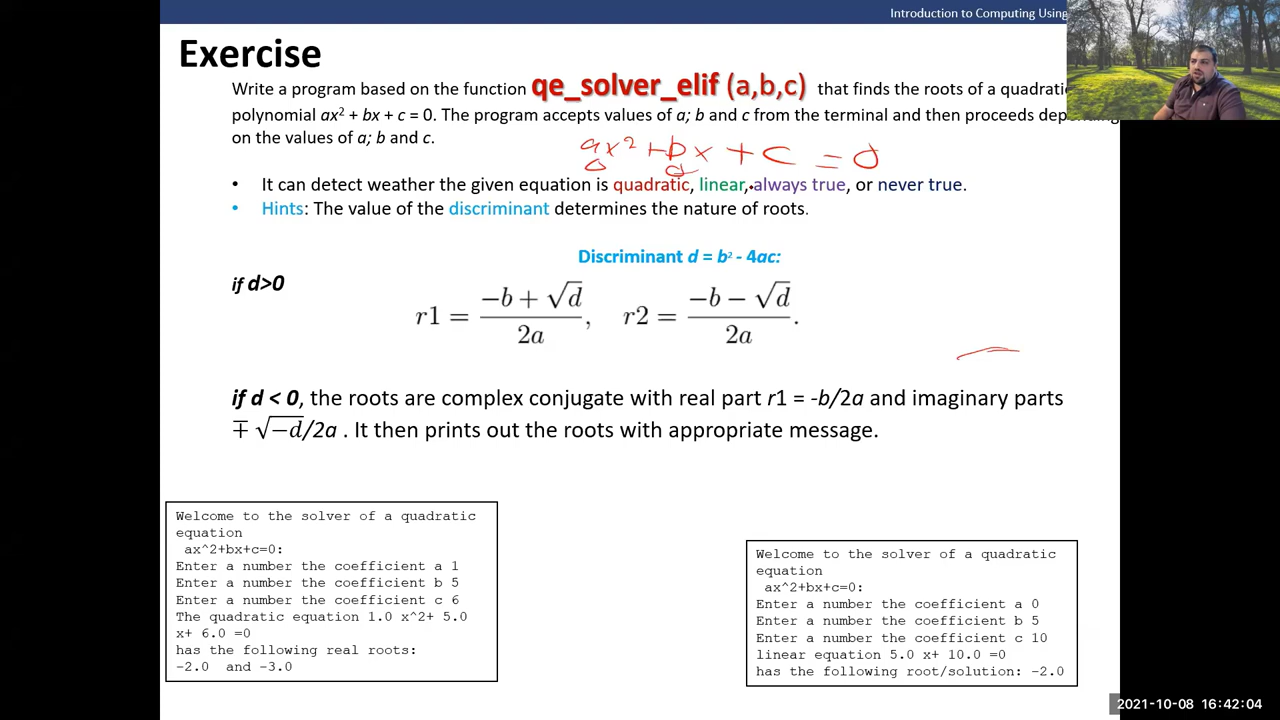 Introduction to Computing Using
Exercise
Write a program based on the function qe_solver_elif (a,b,c) that finds the roots of a quadratic
polynomial ax² + bx + c = 0. The program accepts values of a; b and c from the terminal and then proceeds depending
on the values of a; b and c.
ax² + bx + c = 0
0 0
• It can detect weather the given equation is quadratic, linear, always true, or never true.
• Hints: The value of the discriminant determines the nature of roots.
Discriminant d = b² - 4ac:
if d>0
r1 = (−b + √d)/2a, r2 = (−b − √d)/2a.
if d < 0, the roots are complex conjugate with real part r1 = -b/2a and imaginary parts
∓ √−d/2a . It then prints out the roots with appropriate message.
Welcome to the solver of a quadratic
equation
ax^2+bx+c=0:
Enter a number the coefficient a 1
Enter a number the coefficient b 5
Enter a number the coefficient c 6
The quadratic equation 1.0 x^2+ 5.0
x+ 6.0 =0
has the following real roots:
-2.0 and -3.0
Welcome to the solver of a quadratic
equation
ax^2+bx+c=0:
Enter a number the coefficient a 0
Enter a number the coefficient b 5
Enter a number the coefficient c 10
linear equation 5.0 x+ 10.0 =0
has the following root/solution: -2.0
2021-10-08 16:42:04